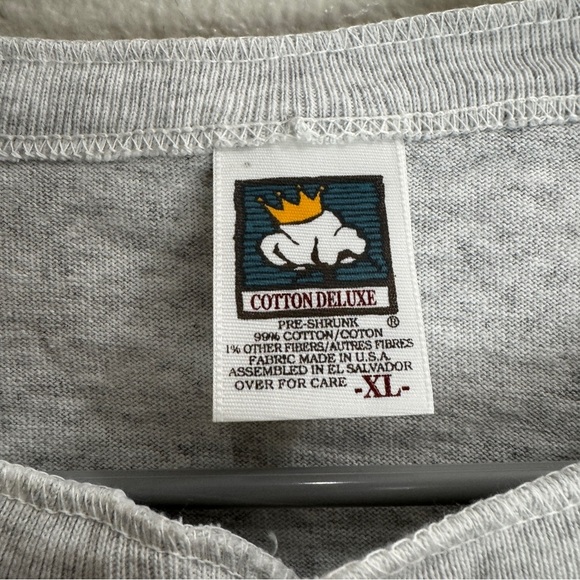 COTTON DELUXE
PRE-SHRUNK ®
99% COTTON/COTON
1% OTHER FIBERS/AUTRES FIBRES
FABRIC MADE IN U.S.A.
ASSEMBLED IN EL SALVADOR
OVER FOR CARE -XL-